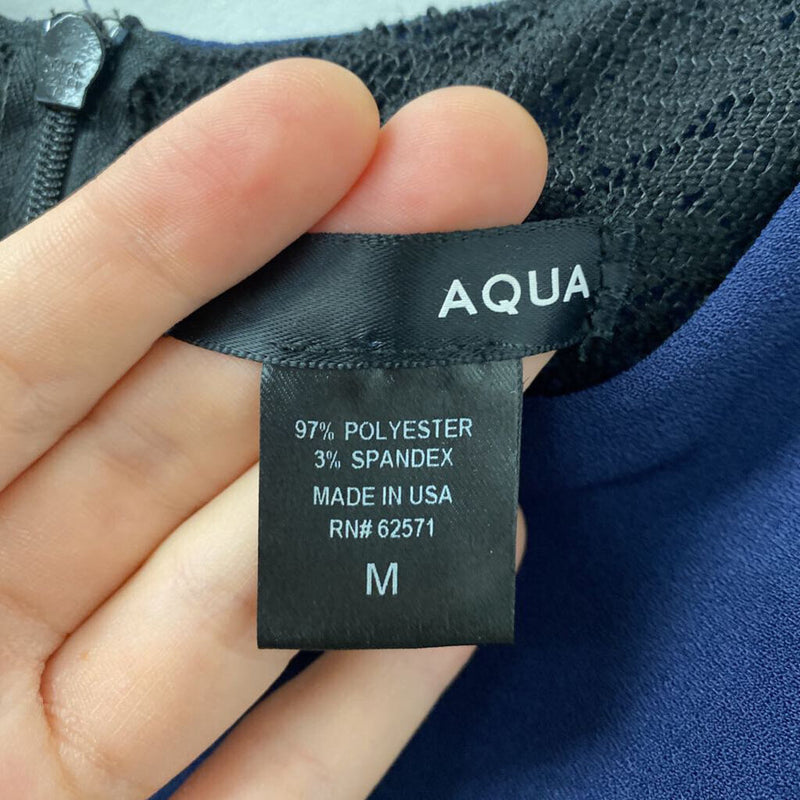 AQUA
97% POLYESTER
3% SPANDEX
MADE IN USA
RN# 62571
M